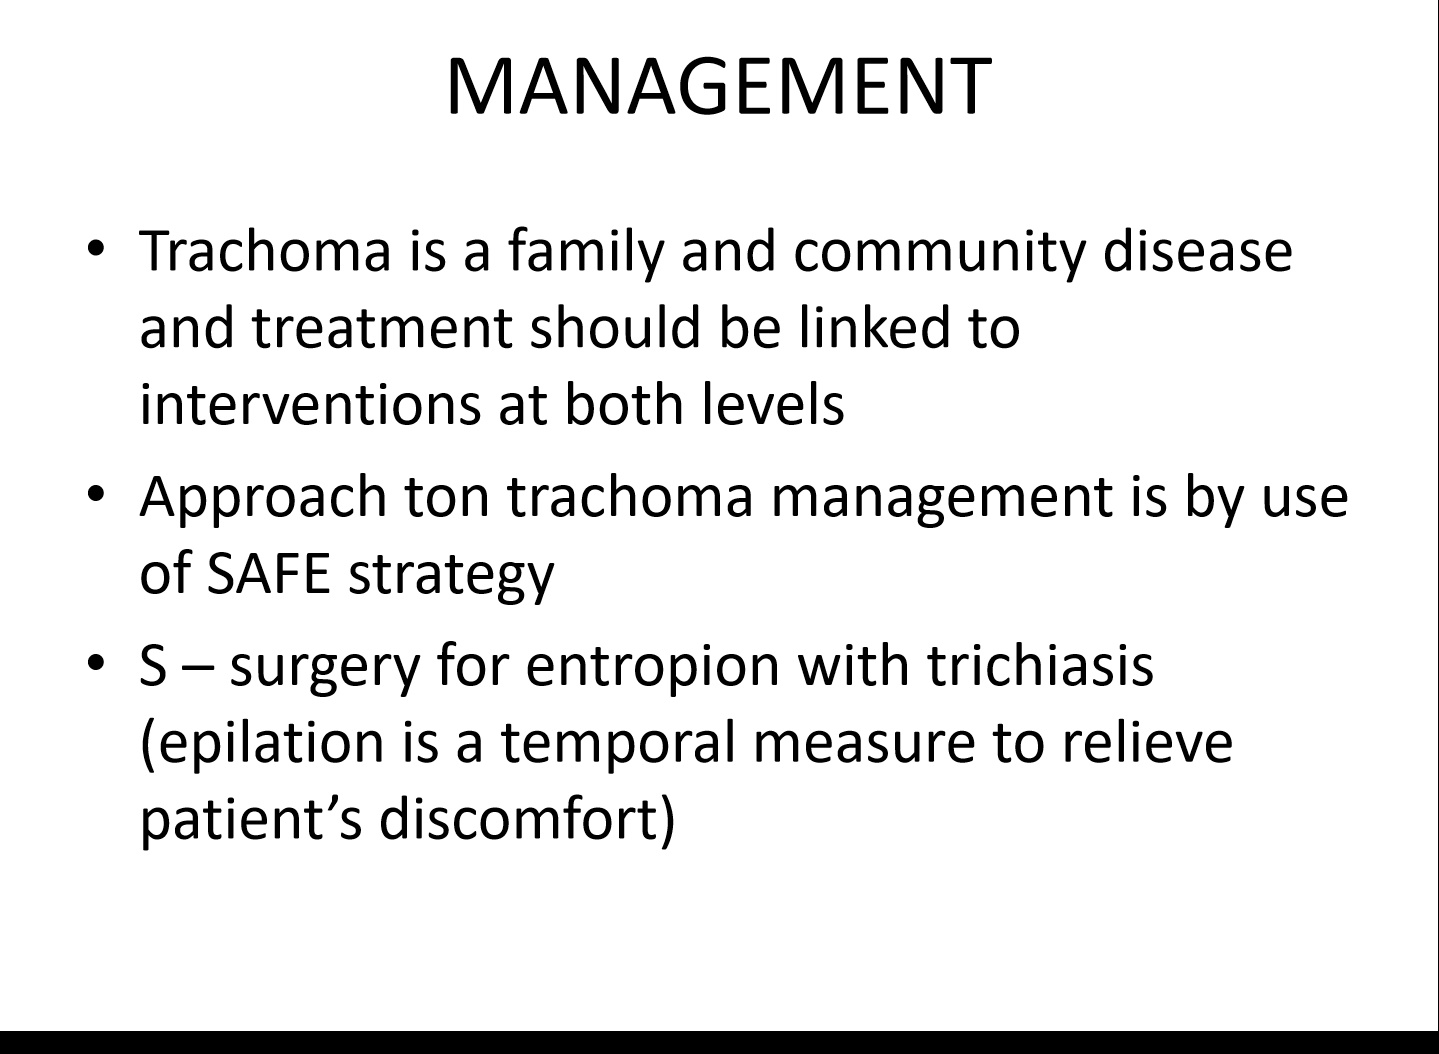 MANAGEMENT
• Trachoma is a family and community disease
and treatment should be linked to
interventions at both levels
• Approach ton trachoma management is by use
of SAFE strategy
• S – surgery for entropion with trichiasis
(epilation is a temporal measure to relieve
patient’s discomfort)